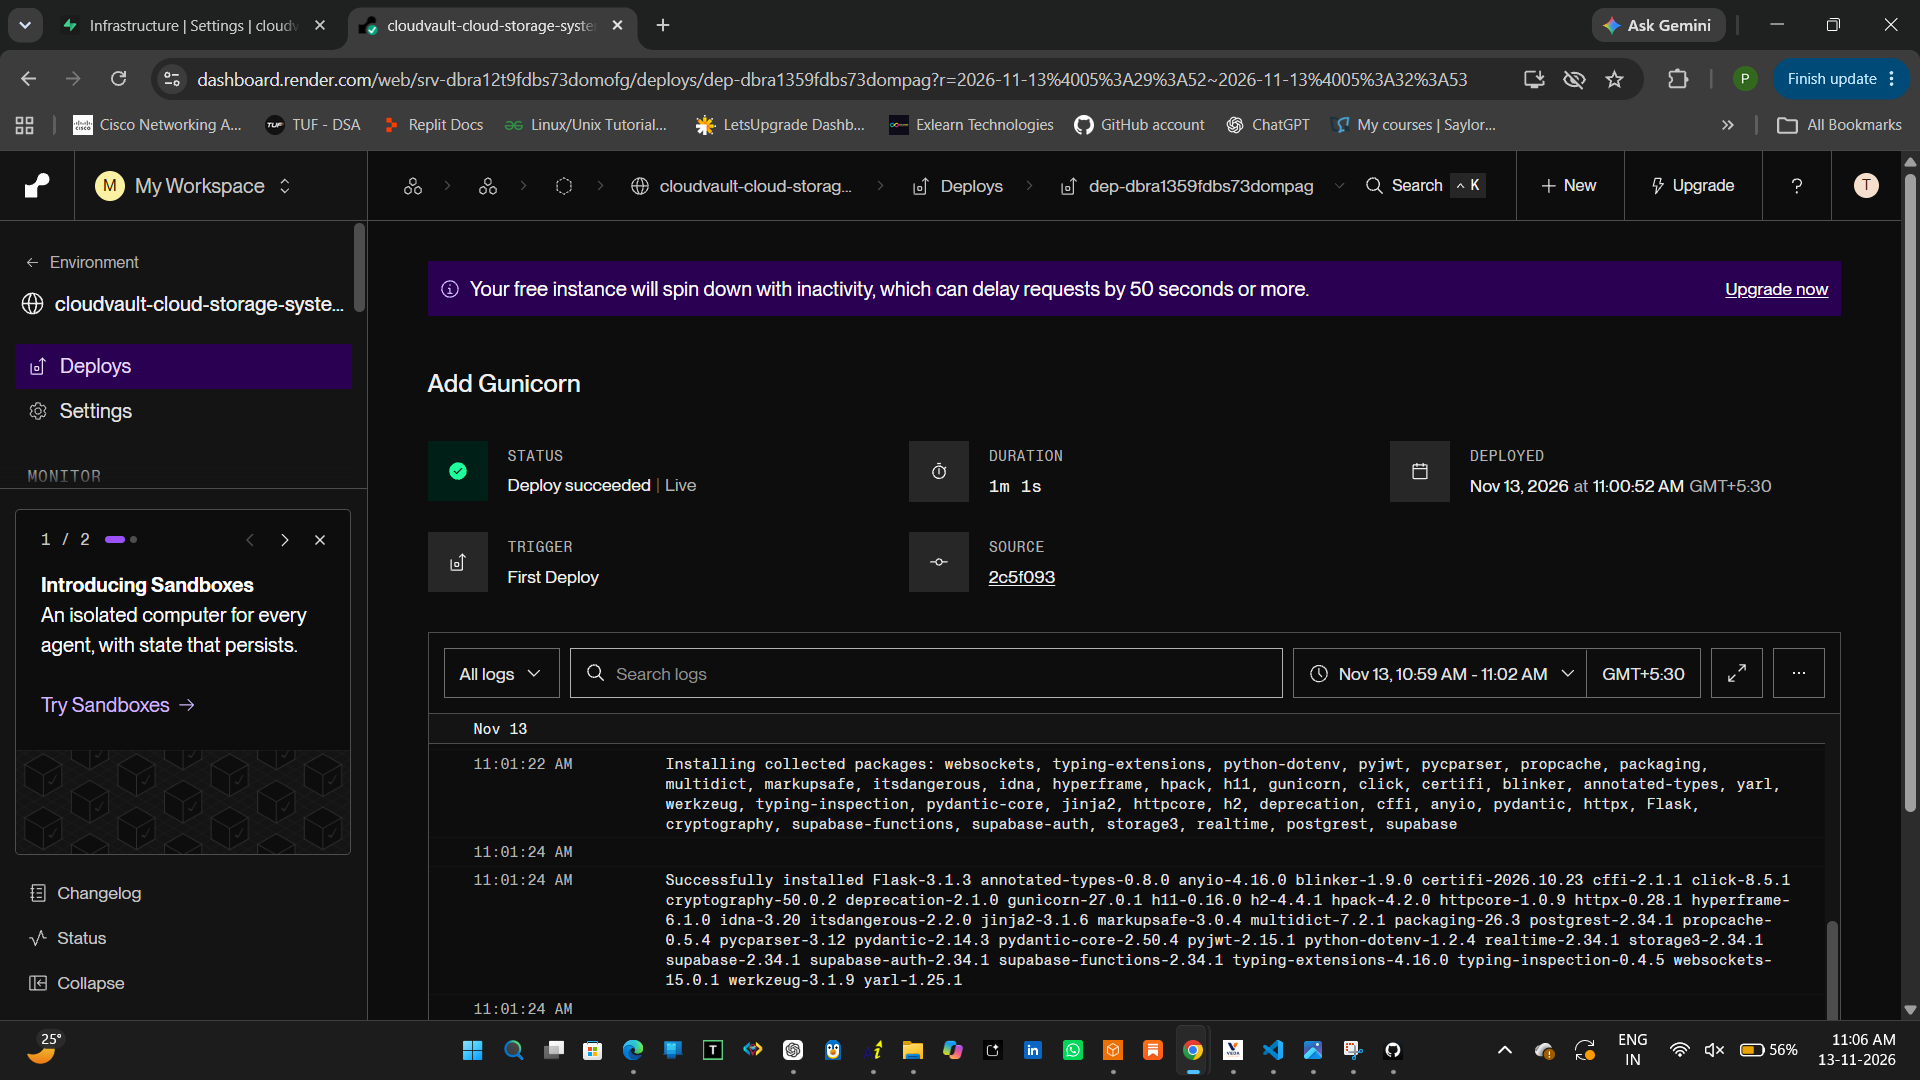 Infrastructure | Settings | cloudv
cloudvault-cloud-storage-syste
Ask Gemini
dashboard.render.com/web/srv-dbra12t9fdbs73domofg/deploys/dep-dbra1359fdbs73dompag?r=2026-11-13%4005%3A29%3A52~2026-11-13%4005%3A32%3A53
P
Finish update
Cisco Networking A...
TUF - DSA
Replit Docs
Linux/Unix Tutorial...
LetsUpgrade Dashb...
Exlearn Technologies
GitHub account
ChatGPT
My courses | Saylor...
All Bookmarks
M My Workspace
cloudvault-cloud-storag...
Deploys
dep-dbra1359fdbs73dompag
Search ^ K
+ New
Upgrade
?
T
← Environment
cloudvault-cloud-storage-syste...
Deploys
Settings
MONITOR
1 / 2
Introducing Sandboxes
An isolated computer for every
agent, with state that persists.
Try Sandboxes →
Changelog
Status
Collapse
Your free instance will spin down with inactivity, which can delay requests by 50 seconds or more.
Upgrade now
Add Gunicorn
STATUS
Deploy succeeded | Live
DURATION
1m 1s
DEPLOYED
Nov 13, 2026 at 11:00:52 AM GMT+5:30
TRIGGER
First Deploy
SOURCE
2c5f093
All logs
Search logs
Nov 13, 10:59 AM - 11:02 AM
GMT+5:30
...
Nov 13
11:01:22 AM Installing collected packages: websockets, typing-extensions, python-dotenv, pyjwt, pycparser, propcache, packaging,
multidict, markupsafe, itsdangerous, idna, hyperframe, hpack, h11, gunicorn, click, certifi, blinker, annotated-types, yarl,
werkzeug, typing-inspection, pydantic-core, jinja2, httpcore, h2, deprecation, cffi, anyio, pydantic, httpx, Flask,
cryptography, supabase-functions, supabase-auth, storage3, realtime, postgrest, supabase
11:01:24 AM
11:01:24 AM Successfully installed Flask-3.1.3 annotated-types-0.8.0 anyio-4.16.0 blinker-1.9.0 certifi-2026.10.23 cffi-2.1.1 click-8.5.1
cryptography-50.0.2 deprecation-2.1.0 gunicorn-27.0.1 h11-0.16.0 h2-4.4.1 hpack-4.2.0 httpcore-1.0.9 httpx-0.28.1 hyperframe-
6.1.0 idna-3.20 itsdangerous-2.2.0 jinja2-3.1.6 markupsafe-3.0.4 multidict-7.2.1 packaging-26.3 postgrest-2.34.1 propcache-
0.5.4 pycparser-3.12 pydantic-2.14.3 pydantic-core-2.50.4 pyjwt-2.15.1 python-dotenv-1.2.4 realtime-2.34.1 storage3-2.34.1
supabase-2.34.1 supabase-auth-2.34.1 supabase-functions-2.34.1 typing-extensions-4.16.0 typing-inspection-0.4.5 websockets-
15.0.1 werkzeug-3.1.9 yarl-1.25.1
11:01:24 AM
25°
ENG
IN
56%
11:06 AM
13-11-2026